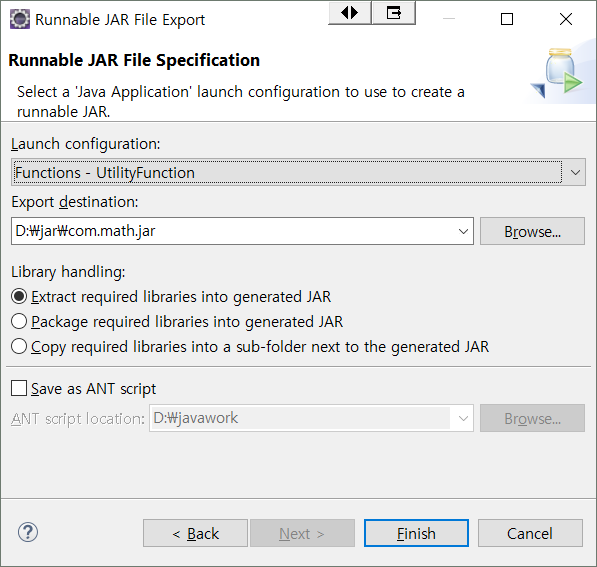 Runnable JAR File Export
Runnable JAR File Specification
Select a 'Java Application' launch configuration to use to create a
runnable JAR.
Launch configuration:
Functions - UtilityFunction
Export destination:
D:₩jar₩com.math.jar
Browse...
Library handling:
Extract required libraries into generated JAR
Package required libraries into generated JAR
Copy required libraries into a sub-folder next to the generated JAR
Save as ANT script
ANT script location:
D:₩javawork
Browse...
?
< Back
Next >
Finish
Cancel